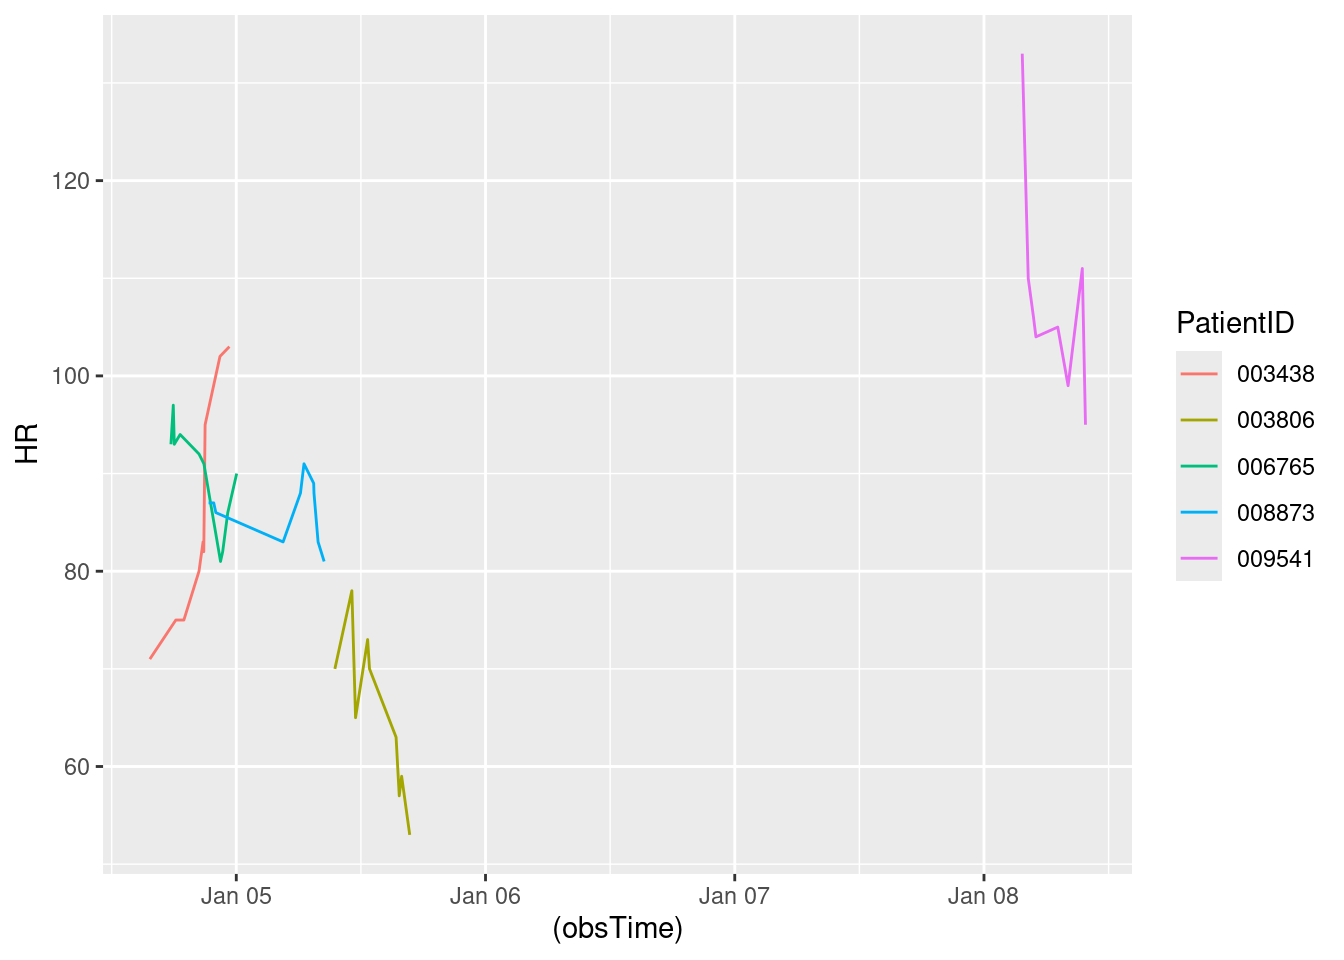 120
100
80
60
HR
Jan 05
Jan 06
Jan 07
Jan 08
(obsTime)
PatientID
003438
003806
006765
008873
009541